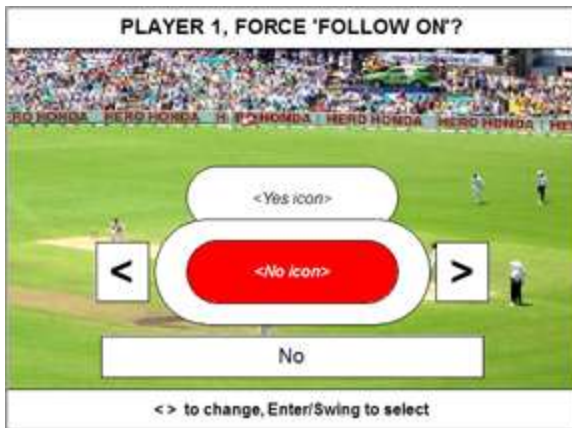 PLAYER 1, FORCE 'FOLLOW ON'?
HERO HONDA HERO HONDA HERO HONDA HERO HONDA HERO HONDA
<Yes icon>
<No icon>
< >
No
< > to change, Enter/Swing to select